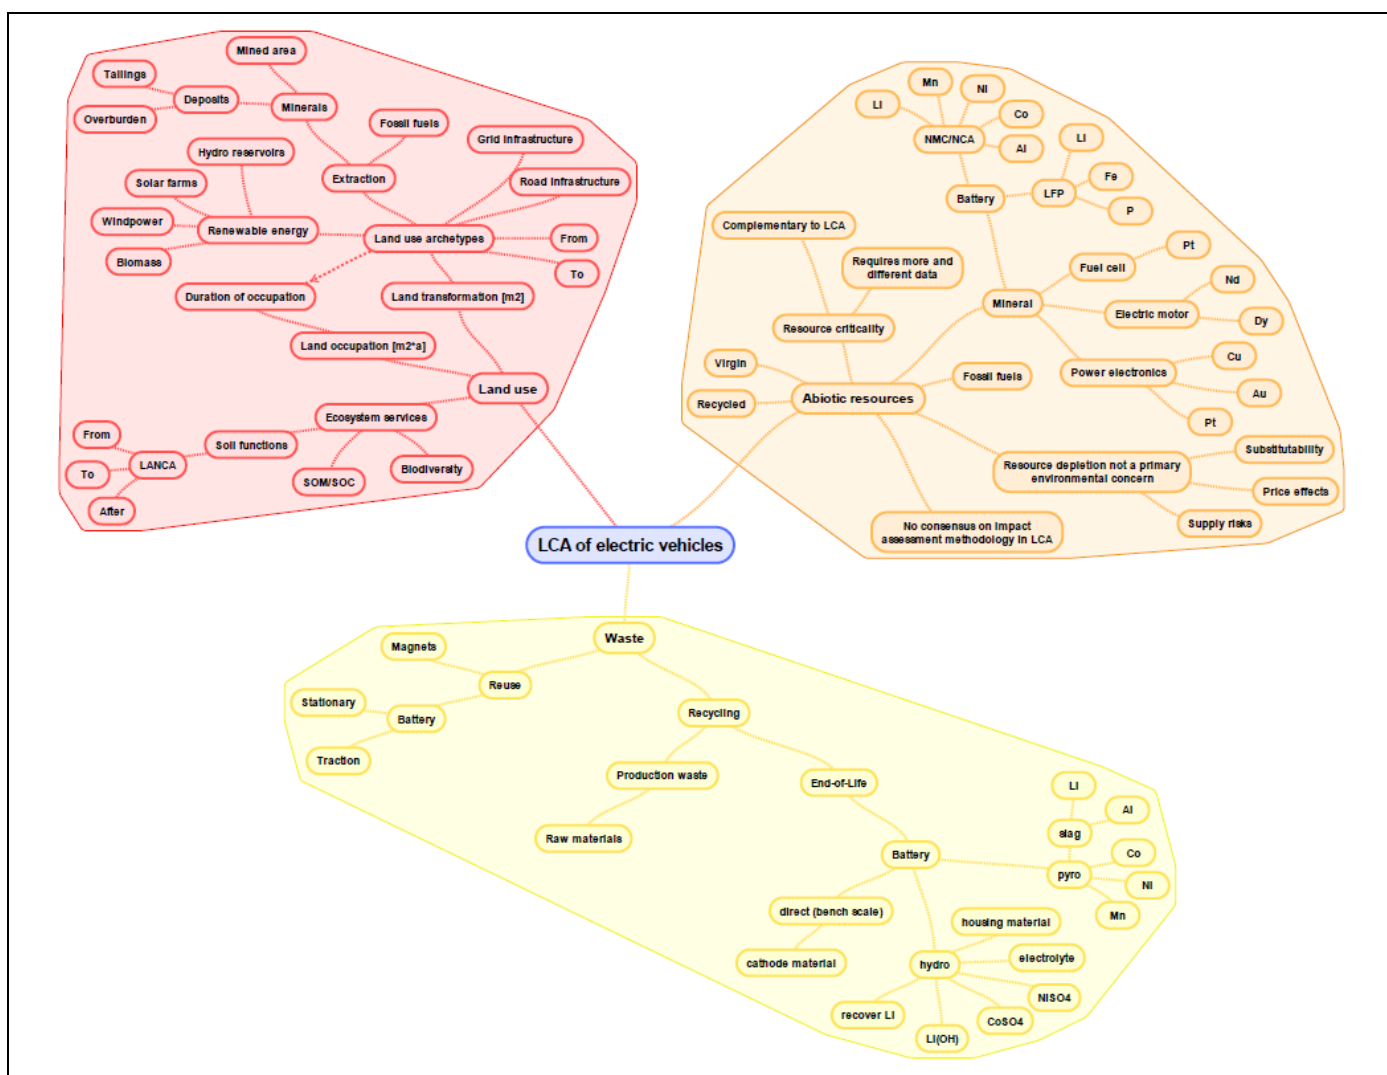 Mined area
Tailings
Deposits
Minerals
Overburden
Fossil fuels
Grid infrastructure
Hydro reservoirs
Extraction
Road infrastructure
Solar farms
Windpower
Renewable energy
Land use archetypes
From
Biomass
To
Duration of occupation
Land transformation [m2]
Land occupation [m2*a]
Land use
Ecosystem services
From
Soil functions
LANCA
To
SOM/SOC
Biodiversity
After
Mn
Ni
Li
Co
NMC/NCA
Al
Li
Fe
Battery
LFP
P
Complementary to LCA
Requires more and
different data
Pt
Fuel cell
Nd
Mineral
Electric motor
Dy
Resource criticality
Cu
Virgin
Fossil fuels
Power electronics
Au
Recycled
Abiotic resources
Pt
Substitutability
Resource depletion not a primary
environmental concern
Price effects
Supply risks
No consensus on impact
assessment methodology in LCA
LCA of electric vehicles
Waste
Magnets
Reuse
Stationary
Battery
Recycling
Traction
Production waste
End-of-Life
Raw materials
Li
Al
slag
Battery
Co
pyro
Ni
Mn
direct (bench scale)
housing material
cathode material
hydro
electrolyte
NiSO4
recover Li
CoSO4
Li(OH)